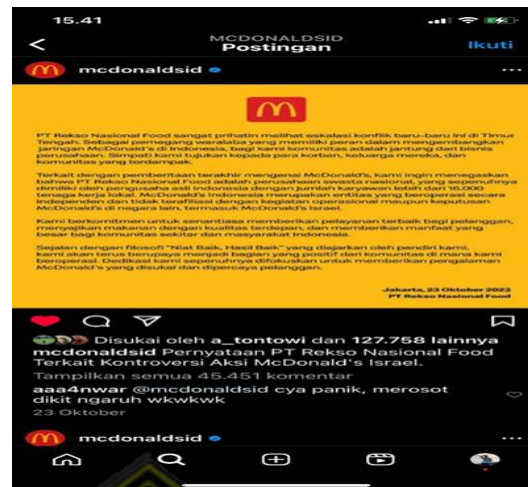 15.41
MCDONALDSID
Postingan
Ikuti
mcdonaldsid
PT Rekso Nasional Food sangat prihatin melihat eskalasi konflik baru-baru ini di Timur
Tengah. Sebagai pemegang waralaba yang memiliki peran dalam mengembangkan
jaringan McDonald's di Indonesia, bagi kami komunitas adalah jantung dari bisnis
perusahaan. Simpati kami tujukan kepada para korban, keluarga mereka, dan
komunitas yang terdampak.
Terkait dengan pemberitaan terakhir mengenai McDonald's, kami ingin menegaskan
bahwa PT Rekso Nasional Food adalah perusahaan swasta nasional, yang sepenuhnya
dimiliki oleh pengusaha asli Indonesia dengan jumlah karyawan lebih dari 16.000
tenaga kerja lokal. McDonald's Indonesia merupakan entitas yang beroperasi secara
independen dan tidak terafiliasi dengan kegiatan operasional maupun keputusan
McDonald's di negara lain, termasuk McDonald's Israel.
Kami berkomitmen untuk senantiasa memberikan pelayanan terbaik bagi pelanggan,
menyajikan makanan dengan kualitas terdepan, dan memberikan manfaat yang
besar bagi komunitas sekitar dan masyarakat Indonesia.
Sejalan dengan filosofi "Niat Baik, Hasil Baik" yang diajarkan oleh pendiri kami,
kami akan terus berupaya menjadi bagian yang positif dari komunitas di mana kami
beroperasi. Dedikasi kami sepenuhnya difokuskan untuk memberikan pengalaman
McDonald's yang disukai dan dipercaya pelanggan.
Jakarta, 23 Oktober 2023
PT Rekso Nasional Food
Disukai oleh a_tontowi dan 127.758 lainnya
mcdonaldsid Pernyataan PT Rekso Nasional Food
Terkait Kontroversi Aksi McDonald's Israel.
Tampilkan semua 45.451 komentar
aaa4nwar @mcdonaldsid cya panik, merosot
dikit ngaruh wkwkwk
23 Oktober
mcdonaldsid